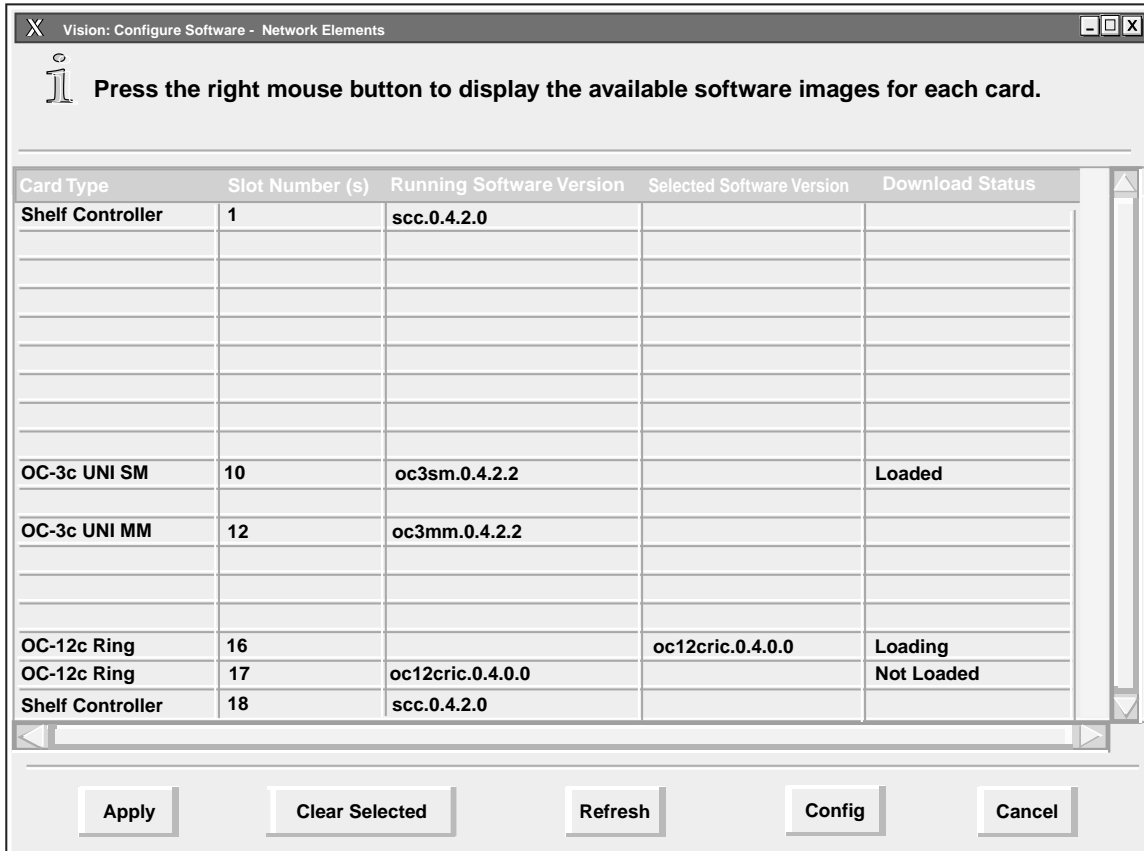 X Vision: Configure Software - Network Elements
i Press the right mouse button to display the available software images for each card.
Card Type Slot Number (s) Running Software Version Selected Software Version Download Status
Shelf Controller 1 scc.0.4.2.0
OC-3c UNI SM 10 oc3sm.0.4.2.2 Loaded
OC-3c UNI MM 12 oc3mm.0.4.2.2
OC-12c Ring 16 oc12cric.0.4.0.0 Loading
OC-12c Ring 17 oc12cric.0.4.0.0 Not Loaded
Shelf Controller 18 scc.0.4.2.0
Apply Clear Selected Refresh Config Cancel